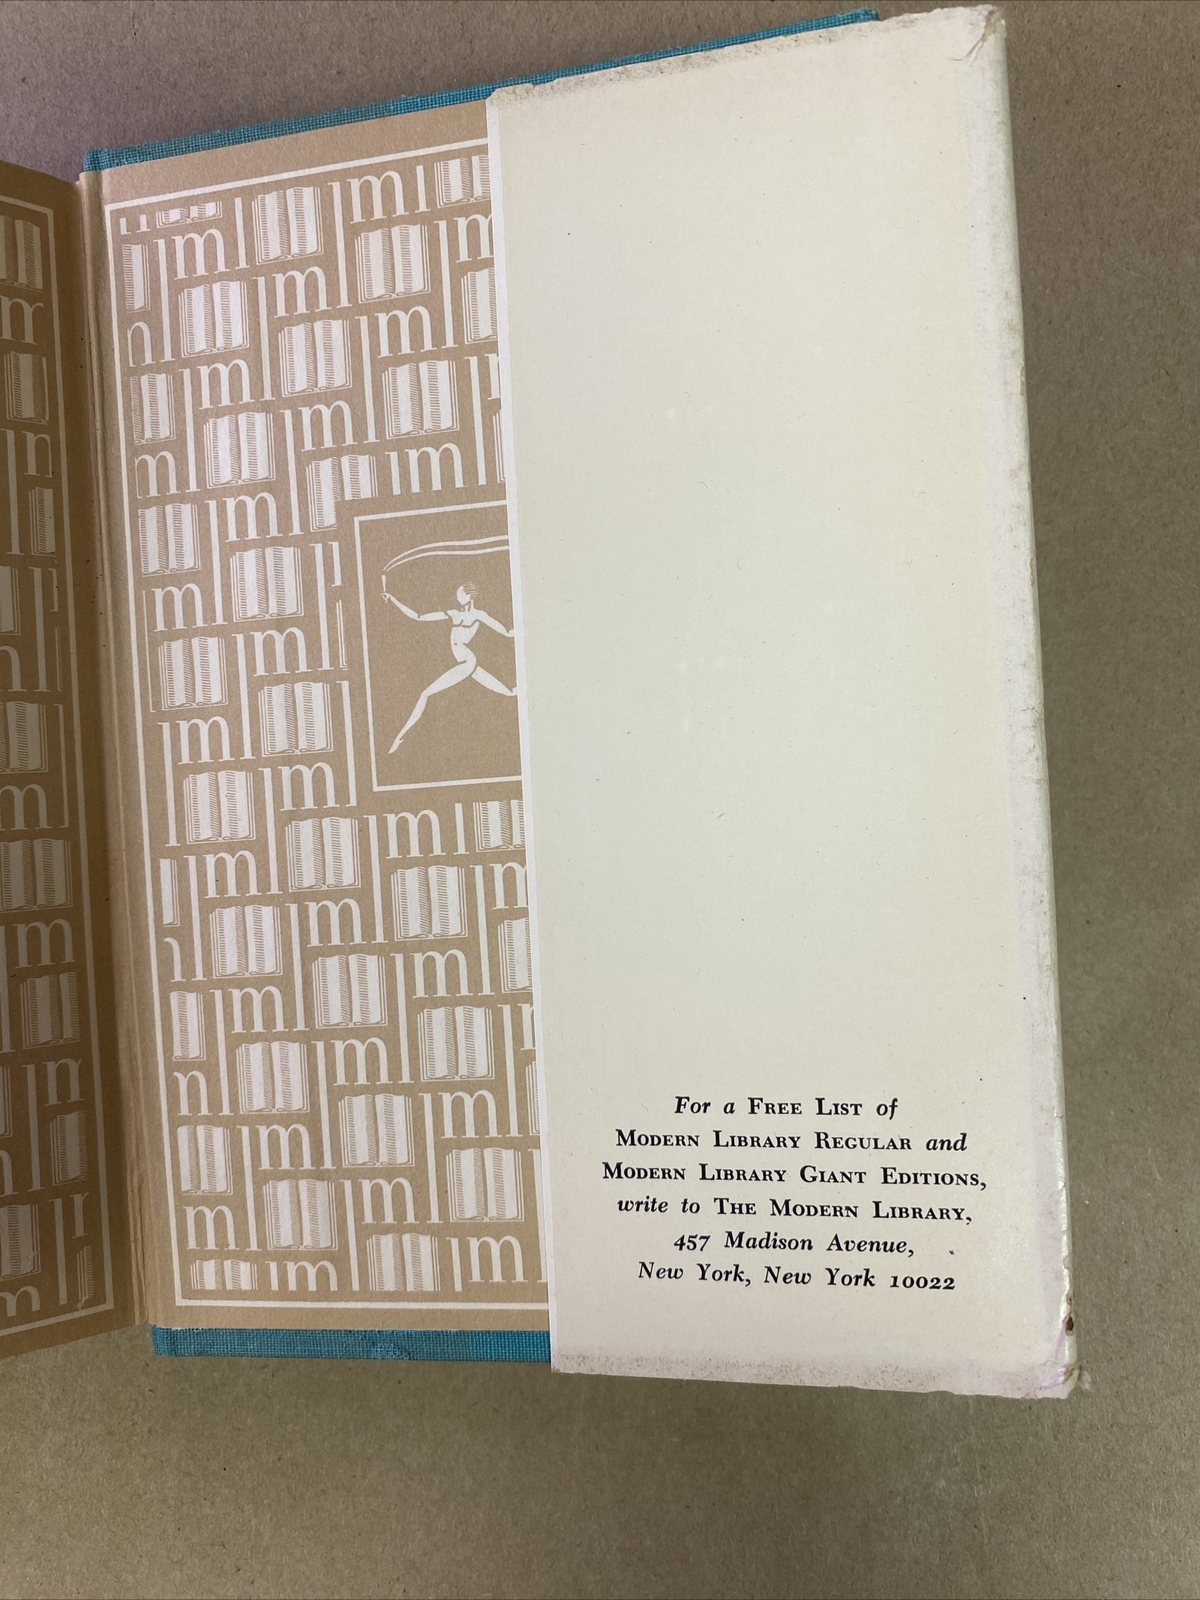 For a FREE LIST of
MODERN LIBRARY REGULAR and
MODERN LIBRARY GIANT EDITIONS,
write to THE MODERN LIBRARY,
457 Madison Avenue,
New York, New York 10022